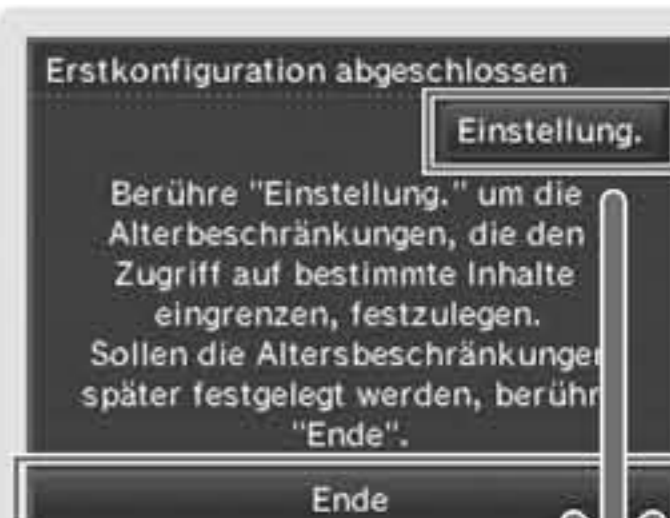 Erstkonfiguration abgeschlossen
Einstellung.
Berühre "Einstellung." um die
Alterbeschränkungen, die den
Zugriff auf bestimmte Inhalte
eingrenzen, festzulegen.
Sollen die Altersbeschränkunge
später festgelegt werden, berühr
"Ende".
Ende